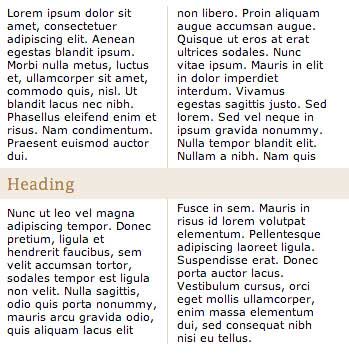 Lorem ipsum dolor sit
amet, consectetuer
adipiscing elit. Aenean
egestas blandit ipsum.
Morbi nulla metus, luctus
et, ullamcorper sit amet,
commodo quis, nisl. Ut
blandit lacus nec nibh.
Phasellus eleifend enim et
risus. Nam condimentum.
Praesent euismod auctor
dui.
non libero. Proin aliquam
augue accumsan augue.
Quisque ut eros at erat
ultrices sodales. Nunc
vitae ipsum. Mauris in elit
in dolor imperdiet
interdum. Vivamus
egestas sagittis justo. Sed
lorem. Sed vel neque in
ipsum gravida nonummy.
Nulla tempor blandit elit.
Nullam a nibh. Nam quis
Heading
Nunc ut leo vel magna
adipiscing tempor. Donec
pretium, ligula et
hendrerit faucibus, sem
velit accumsan tortor,
sodales tempor est ligula
non velit. Nulla sagittis,
odio quis porta nonummy,
mauris arcu gravida odio,
quis aliquam lacus elit
Fusce in sem. Mauris in
risus id lorem volutpat
elementum. Pellentesque
adipiscing laoreet ligula.
Suspendisse erat. Donec
porta auctor lacus.
Vestibulum cursus, orci
eget mollis ullamcorper,
enim massa elementum
dui, sed consequat nibh
nisi eu tellus.